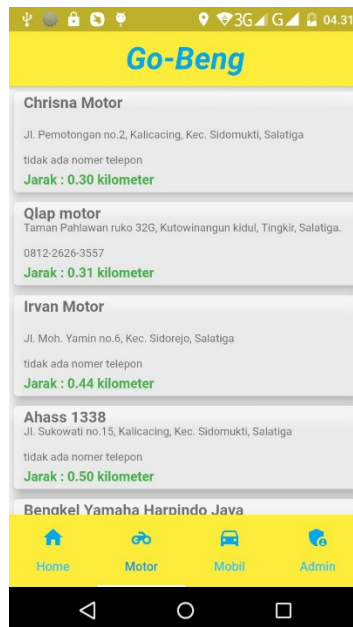 3G G 04.31
Go-Beng
Chrisna Motor
Jl. Pemotongan no.2, Kalicacing, Kec. Sidomukti, Salatiga
tidak ada nomer telepon
Jarak : 0.30 kilometer
Qlap motor
Taman Pahlawan ruko 32G, Kutowinangun kidul, Tingkir, Salatiga.
0812-2626-3557
Jarak : 0.31 kilometer
Irvan Motor
Jl. Moh. Yamin no.6, Kec. Sidorejo, Salatiga
tidak ada nomer telepon
Jarak : 0.44 kilometer
Ahass 1338
Jl. Sukowati no.15, Kalicacing, Kec. Sidomukti, Salatiga
tidak ada nomer telepon
Jarak : 0.50 kilometer
Bengkel Yamaha Harpindo Jaya
Home Motor Mobil Admin